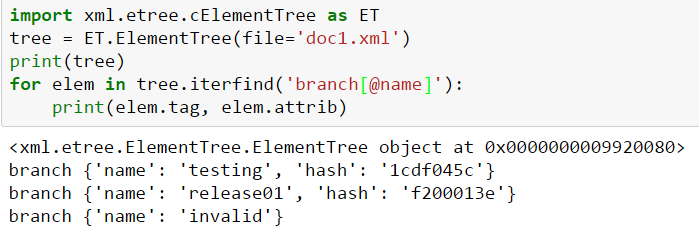 import xml.etree.cElementTree as ET
tree = ET.ElementTree(file='doc1.xml')
print(tree)
for elem in tree.iterfind('branch[@name]'):
    print(elem.tag, elem.attrib)
<xml.etree.ElementTree.ElementTree object at 0x0000000009920080>
branch {'name': 'testing', 'hash': '1cdf045c'}
branch {'name': 'release01', 'hash': 'f200013e'}
branch {'name': 'invalid'}